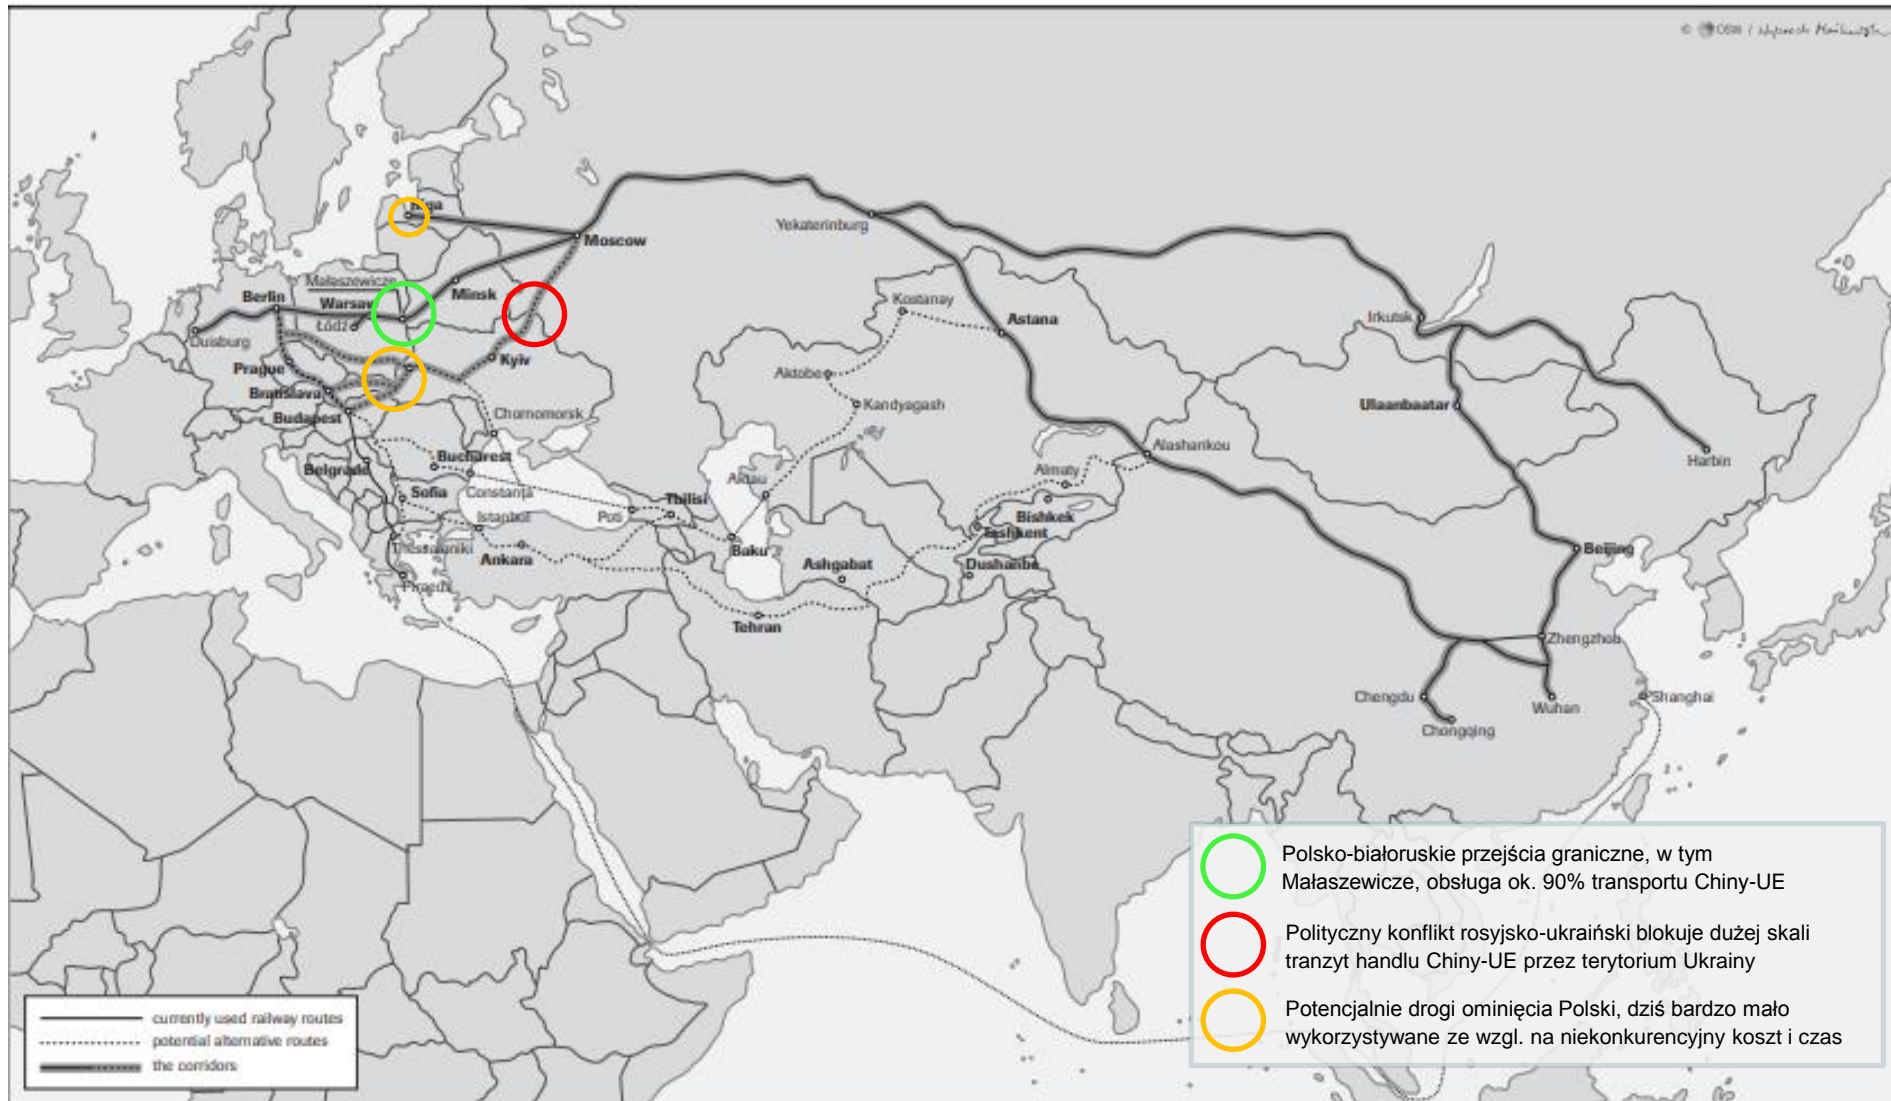 © OSW /
Riga
Moscow
Yekaterinburg
Małaszewicze
Minsk
Berlin
Warsaw
Łódź
Duisburg
Kostanay
Astana
Irkutsk
Prague
Kyiv
Bratislava
Aktobe
Budapest
Chornomorsk
Kandyagash
Ulaanbaatar
Alashankou
Bucharest
Belgrade
Almaty
Harbin
Aktau
Sofia
Constanța
Tbilisi
Poti
Istanbul
Bishkek
Tashkent
Thessaloniki
Ankara
Baku
Beijing
Ashgabat
Dushanbe
Piraeus
Tehran
Zhengzhou
Chengdu
Wuhan
Shanghai
Chongqing
Polsko-białoruskie przejścia graniczne, w tym
Małaszewicze, obsługa ok. 90% transportu Chiny-UE
Polityczny konflikt rosyjsko-ukraiński blokuje dużej skali
tranzyt handlu Chiny-UE przez terytorium Ukrainy
Potencjalnie drogi ominięcia Polski, dziś bardzo mało
wykorzystywane ze wzgl. na niekonkurencyjny koszt i czas
currently used railway routes
potential alternative routes
the corridors